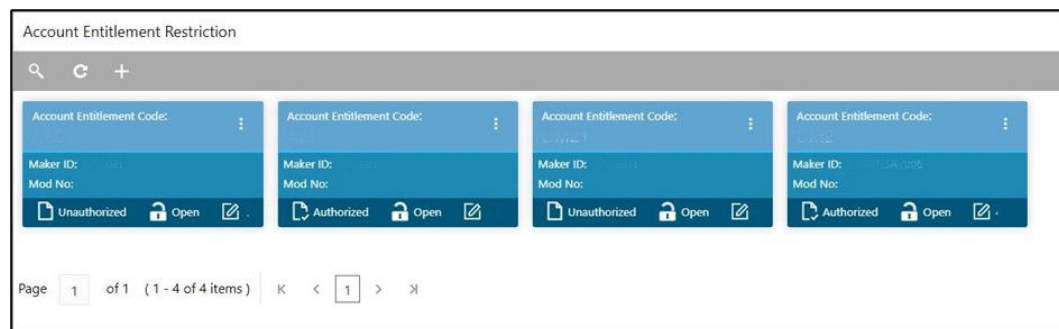 Account Entitlement Restriction
Account Entitlement Code:
Maker ID:
Mod No:
Unauthorized Open
Account Entitlement Code:
Maker ID:
Mod No:
Authorized Open
Account Entitlement Code:
Maker ID:
Mod No:
Unauthorized Open
Account Entitlement Code:
Maker ID:
Mod No:
Authorized Open
Page 1 of 1 ( 1 - 4 of 4 items ) 1